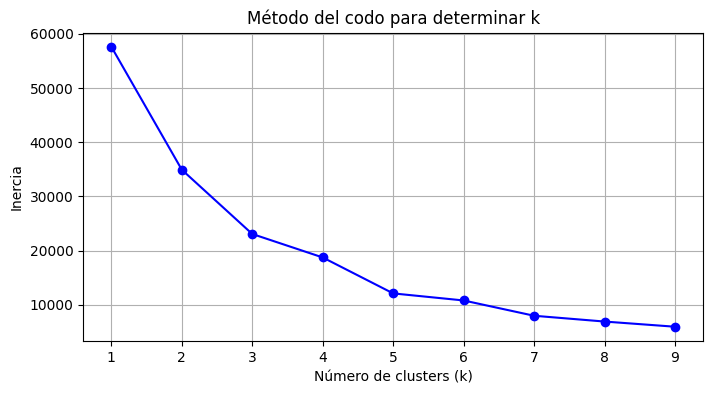 Método del codo para determinar k
60000
50000
40000
30000
20000
10000
Inercia
1 2 3 4 5 6 7 8 9
Número de clusters (k)